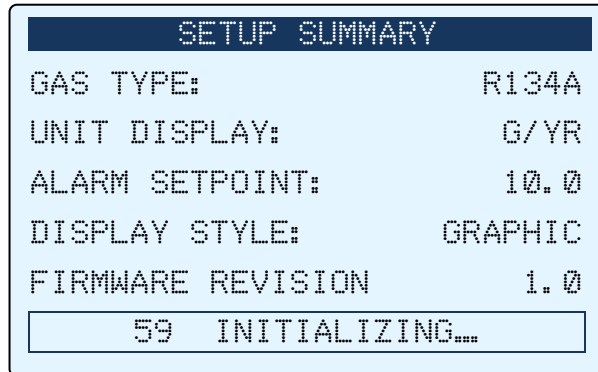 SETUP SUMMARY
GAS TYPE: R134A
UNIT DISPLAY: G/YR
ALARM SETPOINT: 10.0
DISPLAY STYLE: GRAPHIC
FIRMWARE REVISION 1.0
59 INITIALIZING...